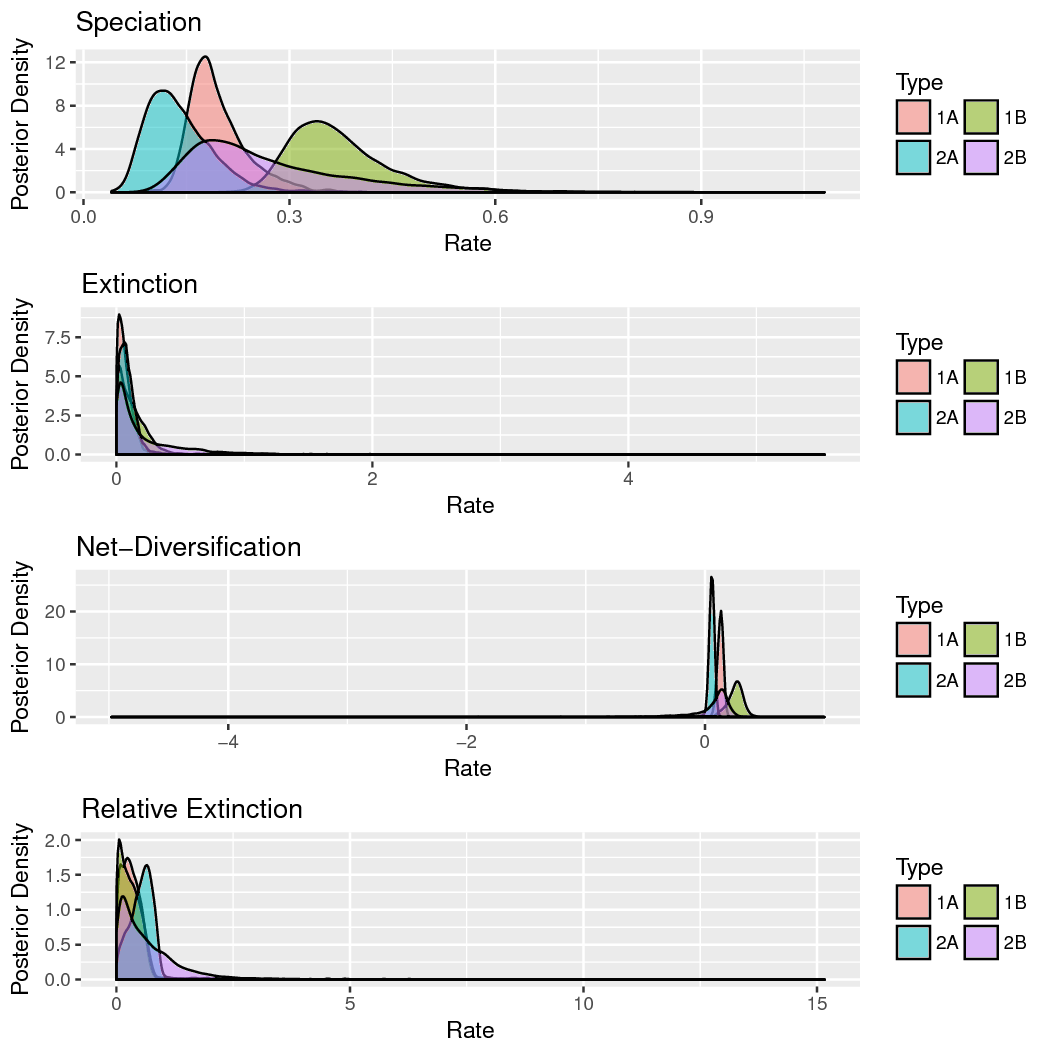 Speciation
Posterior Density
12
8
4
0
0.0 0.3 0.6 0.9
Rate
Type
1A 1B
2A 2B
Extinction
Posterior Density
7.5
5.0
2.5
0.0
0 2 4
Rate
Type
1A 1B
2A 2B
Net−Diversification
Posterior Density
20
10
0
−4 −2 0
Rate
Type
1A 1B
2A 2B
Relative Extinction
Posterior Density
2.0
1.5
1.0
0.5
0.0
0 5 10 15
Rate
Type
1A 1B
2A 2B